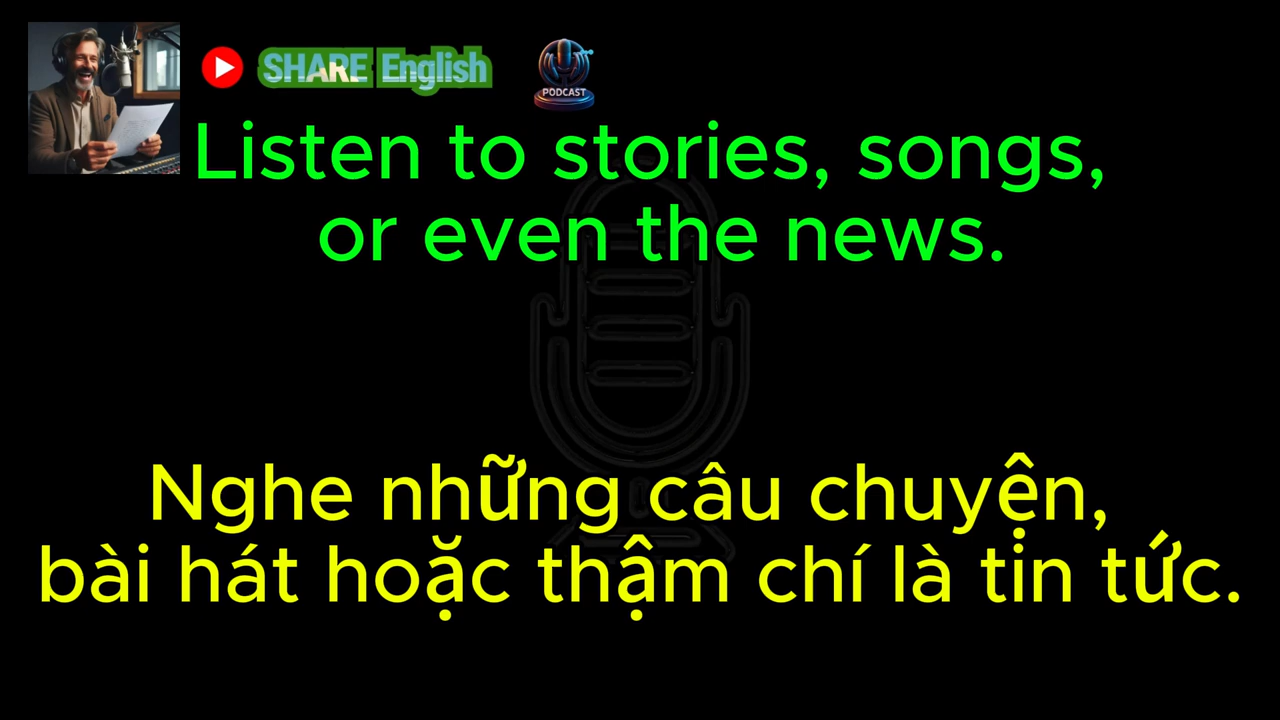 SHARE English
PODCAST
Listen to stories, songs,
or even the news.
Nghe những câu chuyện,
bài hát hoặc thậm chí là tin tức.